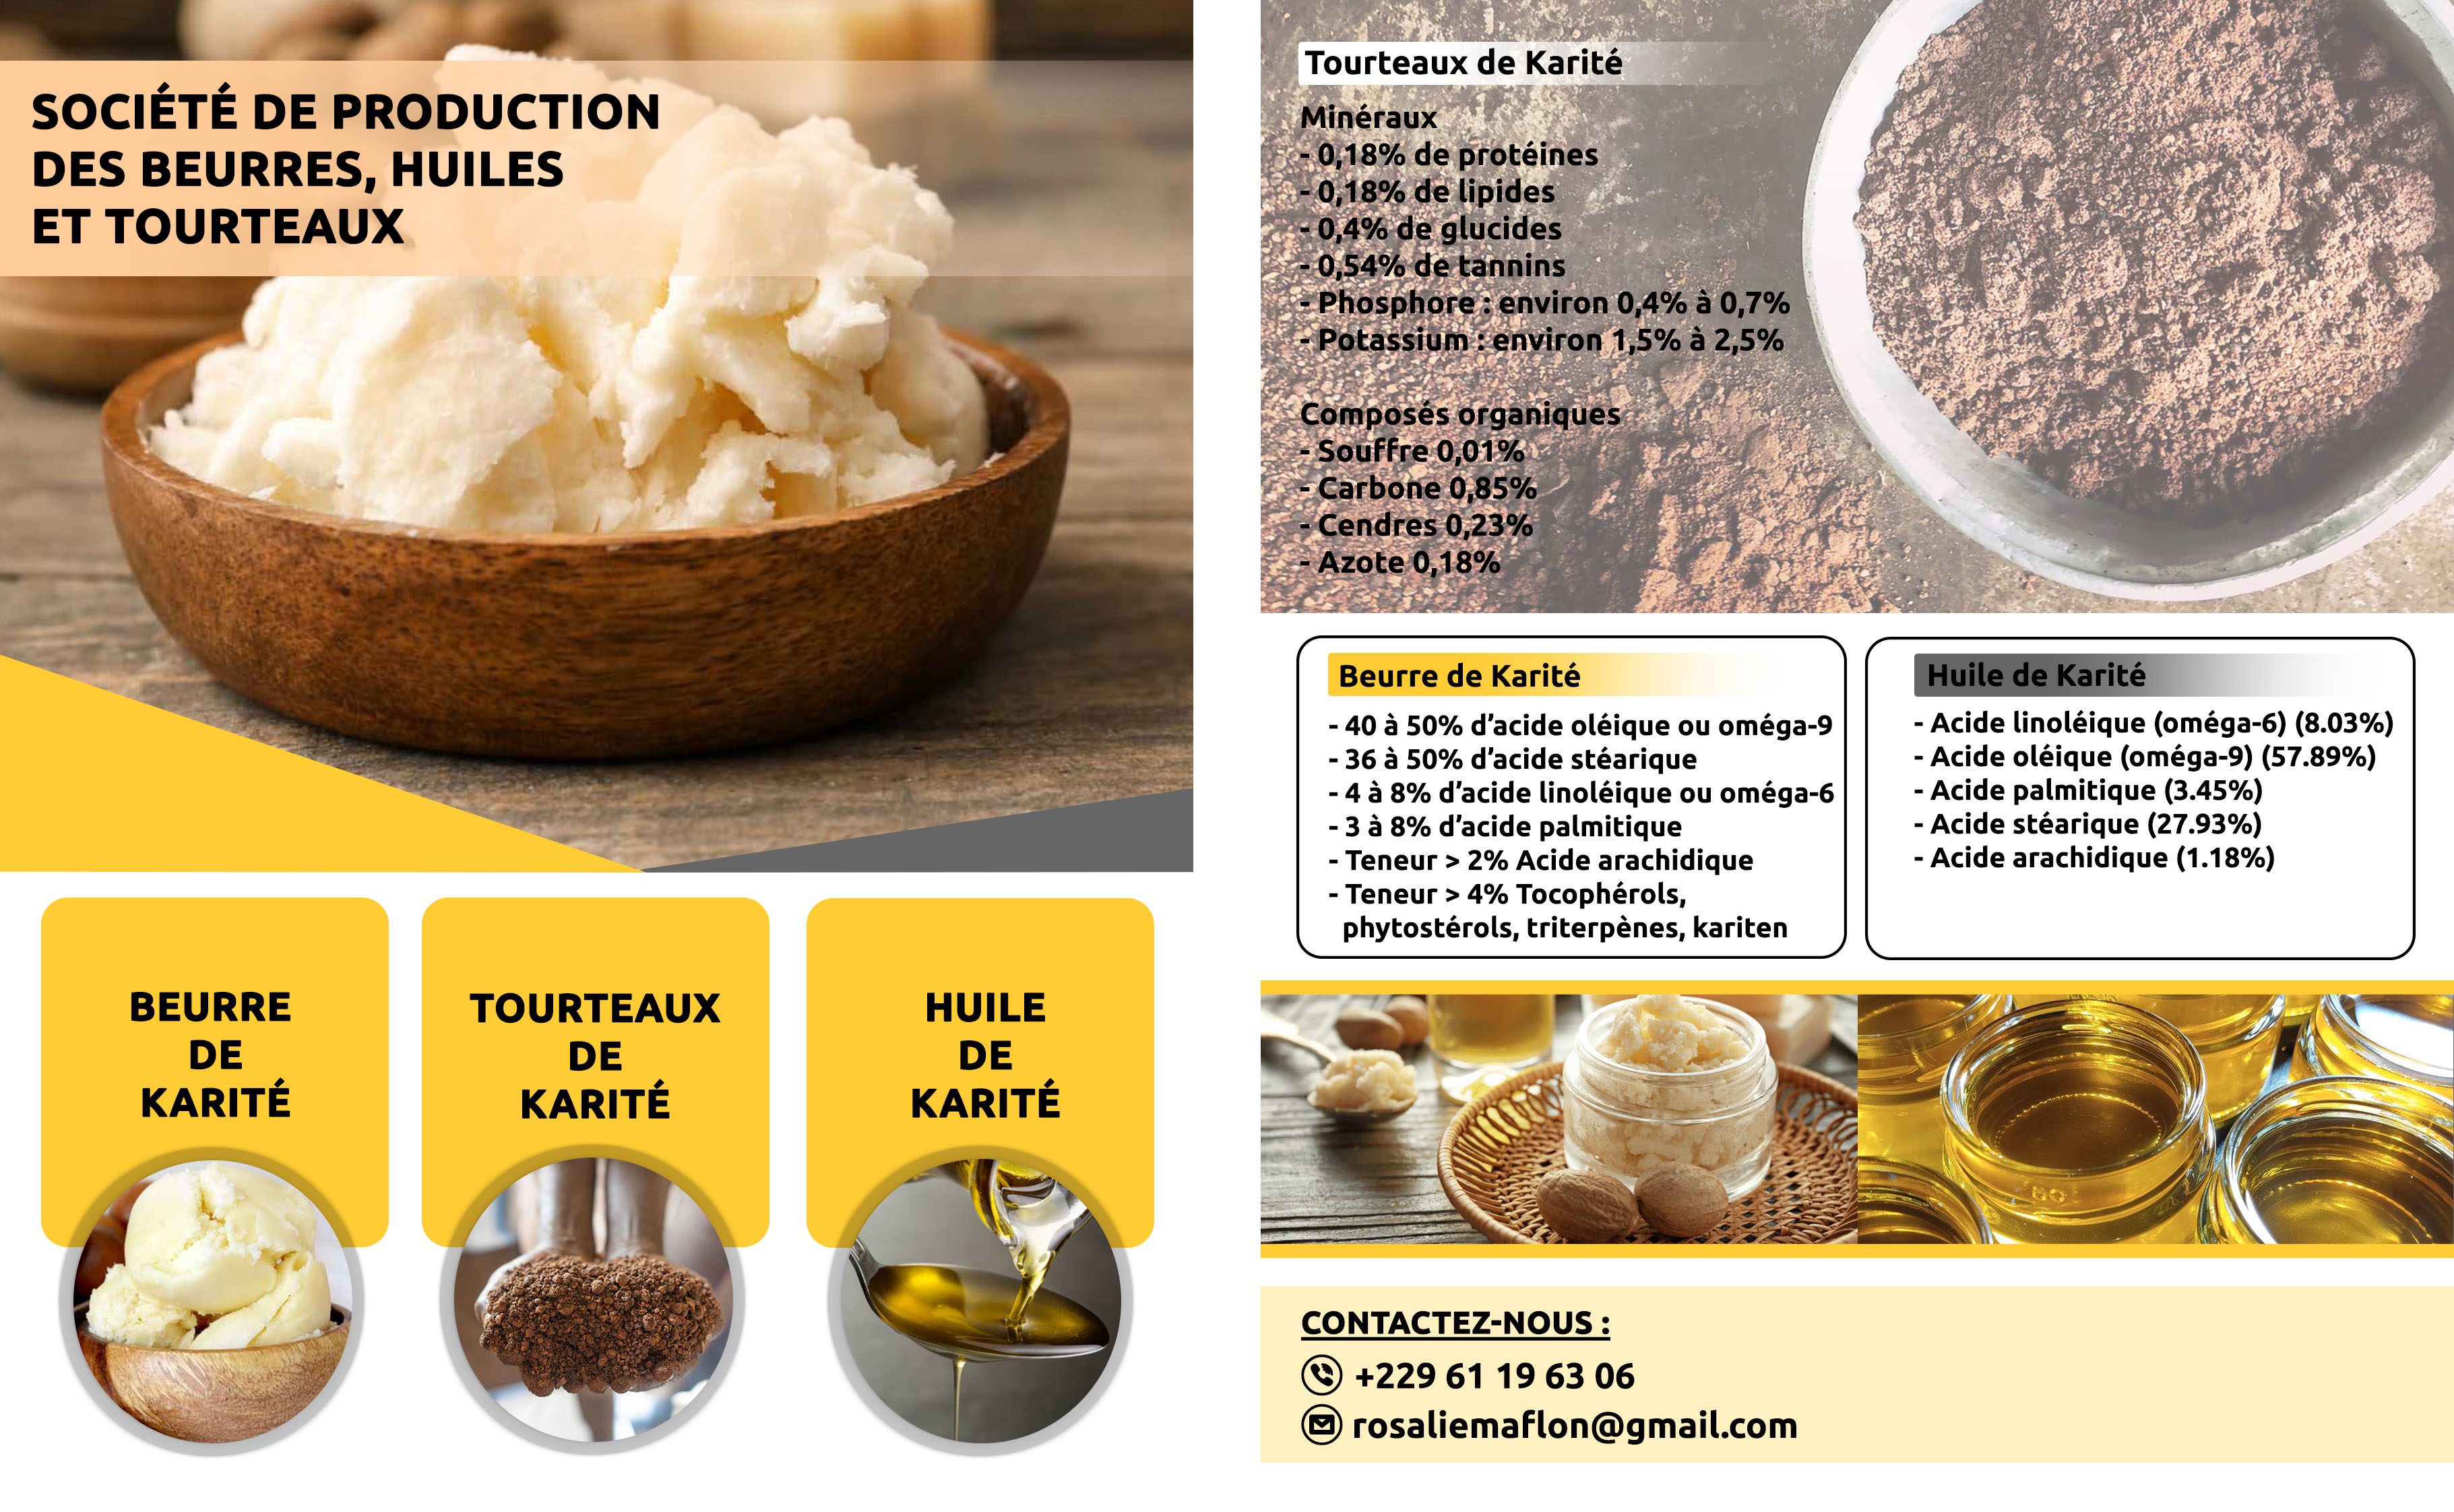 SOCIÉTÉ DE PRODUCTION
DES BEURRES, HUILES
ET TOURTEAUX
BEURRE
DE
KARITÉ
TOURTEAUX
DE
KARITÉ
HUILE
DE
KARITÉ
Tourteaux de Karité
Minéraux
- 0,18% de protéines
- 0,18% de lipides
- 0,4% de glucides
- 0,54% de tannins
- Phosphore : environ 0,4% à 0,7%
- Potassium : environ 1,5% à 2,5%
Composés organiques
- Souffre 0,01%
- Carbone 0,85%
- Cendres 0,23%
- Azote 0,18%
Beurre de Karité
- 40 à 50% d’acide oléique ou oméga-9
- 36 à 50% d’acide stéarique
- 4 à 8% d’acide linoléique ou oméga-6
- 3 à 8% d’acide palmitique
- Teneur > 2% Acide arachidique
- Teneur > 4% Tocophérols,
phytostérols, triterpènes, kariten
Huile de Karité
- Acide linoléique (oméga-6) (8.03%)
- Acide oléique (oméga-9) (57.89%)
- Acide palmitique (3.45%)
- Acide stéarique (27.93%)
- Acide arachidique (1.18%)
CONTACTEZ-NOUS :
+229 61 19 63 06
rosaliemaflon@gmail.com